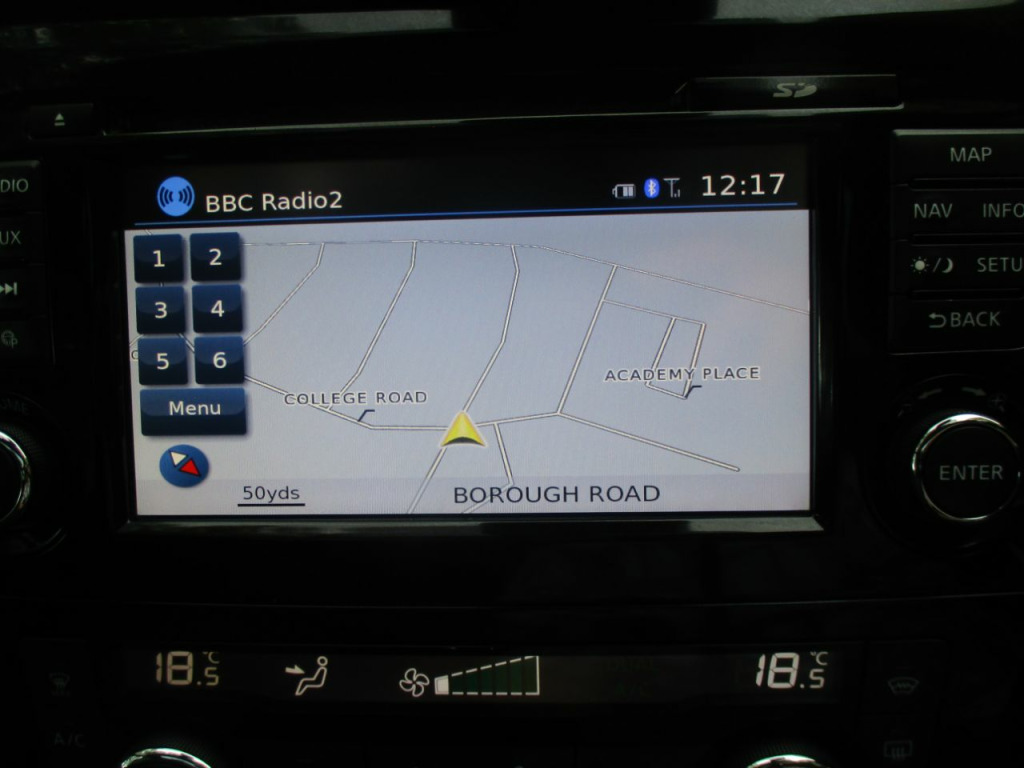 SD
MAP
DIO
BBC Radio2
12:17
NAV
INFO
UX
1
2
SETU
3
4
BACK
5
6
ACADEMY PLACE
COLLEGE ROAD
Menu
ENTER
50yds
BOROUGH ROAD
18.5°C
18.5°C
A/C